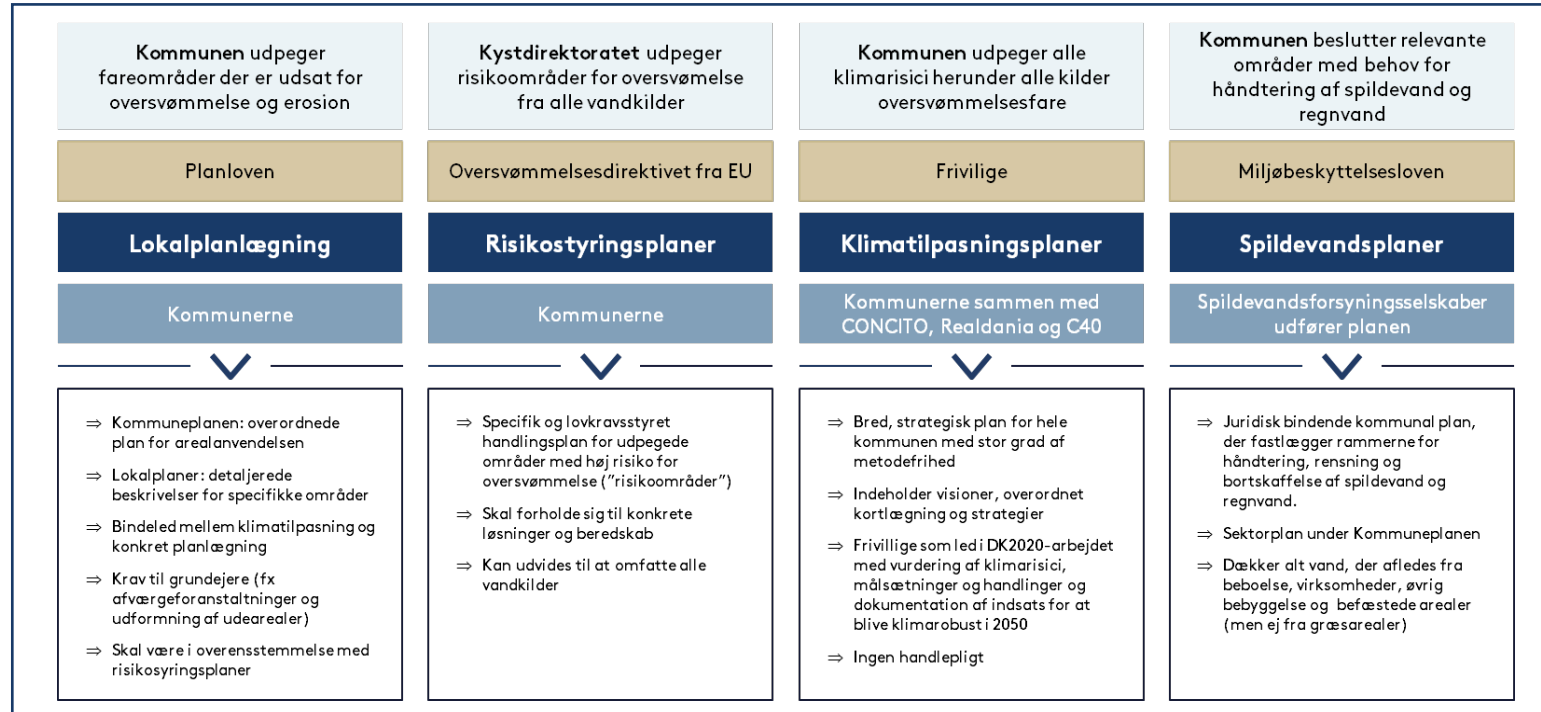 Kommunen udpeger
fareområder der er udsat for
oversvømmelse og erosion
Planloven
Lokalplanlægning
Kommunerne
⇒ Kommuneplanen: overordnede
plan for arealanvendelsen
⇒ Lokalplaner: detaljerede
beskrivelser for specifikke områder
⇒ Bindeled mellem klimatilpasning og
konkret planlægning
⇒ Krav til grundejere (fx
afværgeforanstaltninger og
udformning af udearealer)
⇒ Skal være i overensstemmelse med
risikosyringsplaner
Kystdirektoratet udpeger
risikoområder for oversvømelse
fra alle vandkilder
Oversvømmelsesdirektivet fra EU
Risikostyringsplaner
Kommunerne
⇒ Specifik og lovkravsstyret
handlingsplan for udpegede
områder med høj risiko for
oversvømmelse (”risikoområder”)
⇒ Skal forholde sig til konkrete
løsninger og beredskab
⇒ Kan udvides til at omfatte alle
vandkilder
Kommunen udpeger alle
klimarisici herunder alle kilder
oversvømmelsesfare
Frivilige
Klimatilpasningsplaner
Kommunerne sammen med
CONCITO, Realdania og C40
⇒ Bred, strategisk plan for hele
kommunen med stor grad af
metodefrihed
⇒ Indeholder visioner, overordnet
kortlægning og strategier
⇒ Frivillige som led i DK2020-arbejdet
med vurdering af klimarisici,
målsætninger og handlinger og
dokumentation af indsats for at
blive klimarobust i 2050
⇒ Ingen handlepligt
Kommunen beslutter relevante
områder med behov for
håndtering af spildevand og
regnvand
Miljøbeskyttelsesloven
Spildevandsplaner
Spildevandsforsyningsselskaber
udfører planen
⇒ Juridisk bindende kommunal plan,
der fastlægger rammerne for
håndtering, rensning og
bortskaffelse af spildevand og
regnvand.
⇒ Sektorplan under Kommuneplanen
⇒ Dækker alt vand, der afledes fra
beboelse, virksomheder, øvrig
bebyggelse og befæstede arealer
(men ej fra græsarealer)